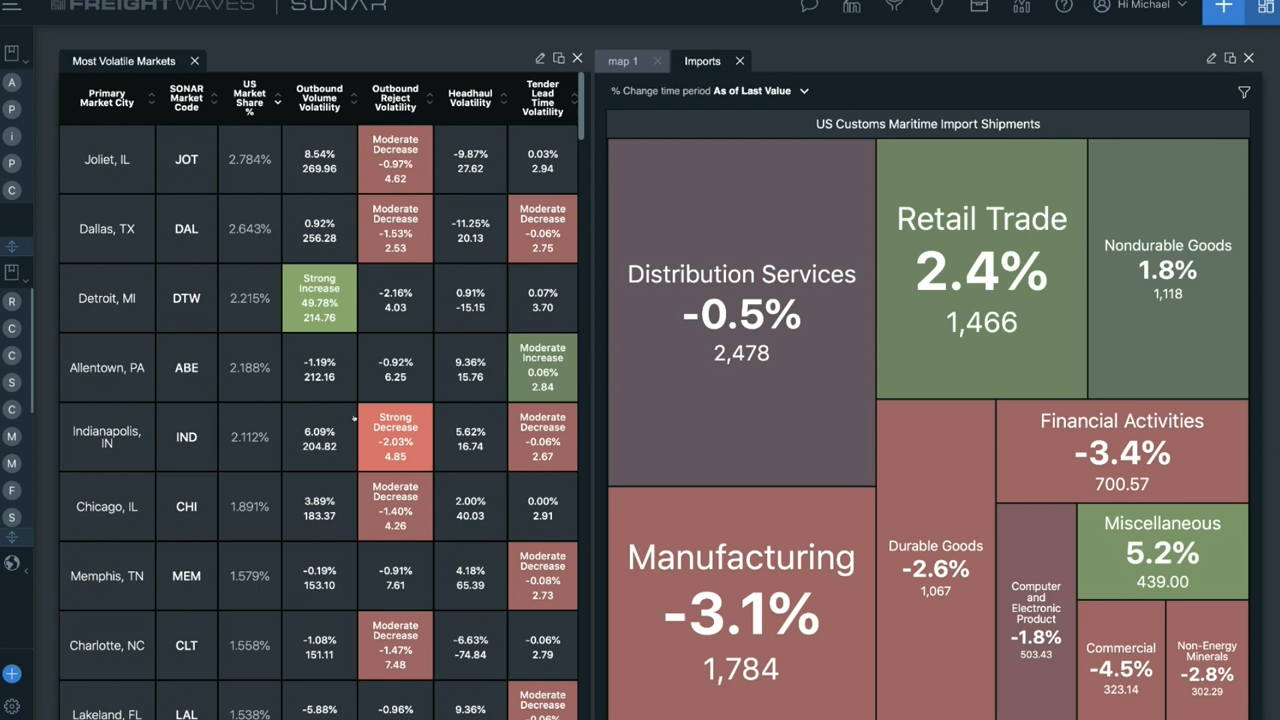 FREIGHTWAVES | SONAR
Hi Michael
Most Volatile Markets
Primary Market City
SONAR Market Code
US Market Share %
Outbound Volume Volatility
Outbound Reject Volatility
Headhaul Volatility
Tender Lead Time Volatility
Joliet, IL
JOT
2.784%
8.54%
269.96
Moderate Decrease
-0.97%
4.62
-9.87%
27.62
0.03%
2.94
Dallas, TX
DAL
2.643%
0.92%
256.28
Moderate Decrease
-1.53%
2.53
-11.25%
20.13
Moderate Decrease
-0.06%
2.75
Detroit, MI
DTW
2.215%
Strong Increase
49.78%
214.76
-2.16%
4.03
0.91%
-15.15
0.07%
3.70
Allentown, PA
ABE
2.188%
-1.19%
212.16
-0.92%
6.25
9.36%
15.76
Moderate Increase
0.06%
2.84
Indianapolis, IN
IND
2.112%
6.09%
204.82
Strong Decrease
-2.03%
4.85
5.62%
16.74
Moderate Decrease
-0.06%
2.67
Chicago, IL
CHI
1.891%
3.89%
183.37
Moderate Decrease
-1.40%
4.26
2.00%
40.03
0.00%
2.91
Memphis, TN
MEM
1.579%
-0.19%
153.10
-0.91%
7.61
4.18%
65.39
Moderate Decrease
-0.08%
2.73
Charlotte, NC
CLT
1.558%
-1.08%
151.11
Moderate Decrease
-1.47%
7.48
-6.63%
-74.84
-0.06%
2.79
Lakeland, FL
LAL
1.538%
-5.88%
-0.96%
9.36%
Moderate Decrease
-0.06%
map 1
Imports
% Change time period As of Last Value
US Customs Maritime Import Shipments
Distribution Services
-0.5%
2,478
Retail Trade
2.4%
1,466
Nondurable Goods
1.8%
1,118
Manufacturing
-3.1%
1,784
Durable Goods
-2.6%
1,067
Financial Activities
-3.4%
700.57
Computer
and
Electronic
Product
-1.8%
503.43
Miscellaneous
5.2%
439.00
Commercial
-4.5%
323.14
Non-Energy
Minerals
-2.8%
302.29
A
P
i
P
C
R
C
C
S
C
M
M
F
S